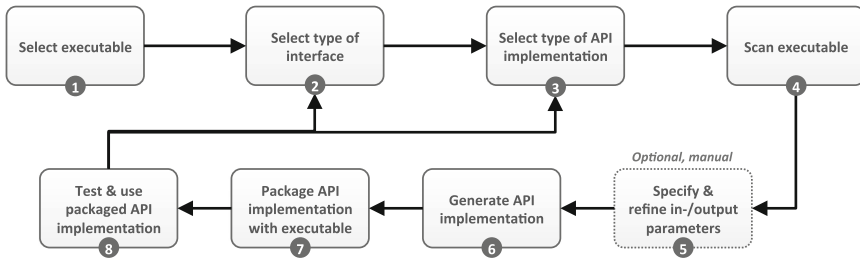 Select executable
1
Select type of
interface
2
Select type of API
implementation
3
Scan executable
4
Optional, manual
Specify &
refine in-/output
parameters
5
Generate API
implementation
6
Package API
implementation
with executable
7
Test & use
packaged API
implementation
8